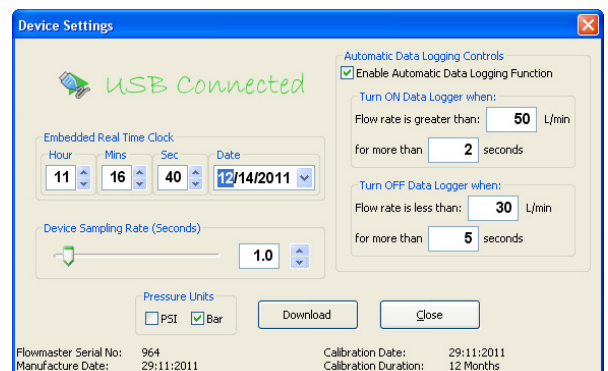 Device Settings
USB Connected
Automatic Data Logging Controls
Enable Automatic Data Logging Function
Turn ON Data Logger when:
Flow rate is greater than: 50 L/min
for more than 2 seconds
Embedded Real Time Clock
Hour Mins Sec Date
11 16 40 12/14/2011
Turn OFF Data Logger when:
Flow rate is less than: 30 L/min
for more than 5 seconds
Device Sampling Rate (Seconds)
1.0
Pressure Units
PSI Bar
Download
Close
Flowmaster Serial No: 964
Manufacture Date: 29:11:2011
Calibration Date: 29:11:2011
Calibration Duration: 12 Months